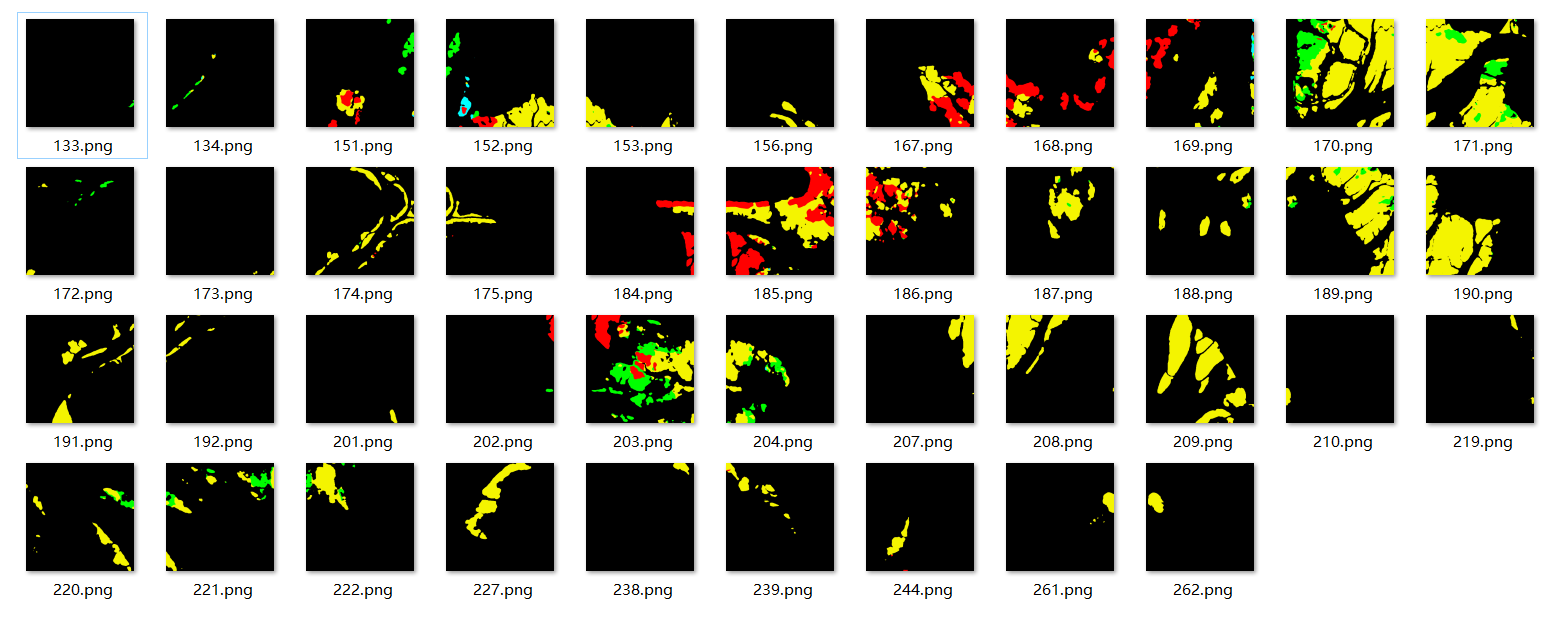 133.png 134.png 151.png 152.png 153.png 156.png 167.png 168.png 169.png 170.png 171.png
172.png 173.png 174.png 175.png 184.png 185.png 186.png 187.png 188.png 189.png 190.png
191.png 192.png 201.png 202.png 203.png 204.png 207.png 208.png 209.png 210.png 219.png
220.png 221.png 222.png 227.png 238.png 239.png 244.png 261.png 262.png